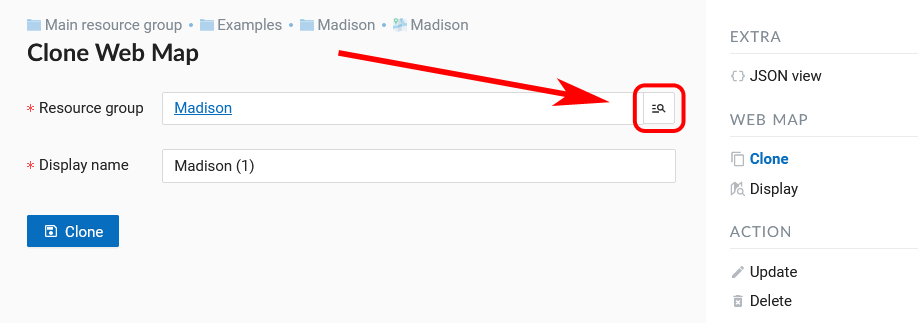 Main resource group • Examples • Madison • Madison
Clone Web Map
* Resource group Madison
* Display name Madison (1)
Clone
EXTRA
JSON view
WEB MAP
Clone
Display
ACTION
Update
Delete